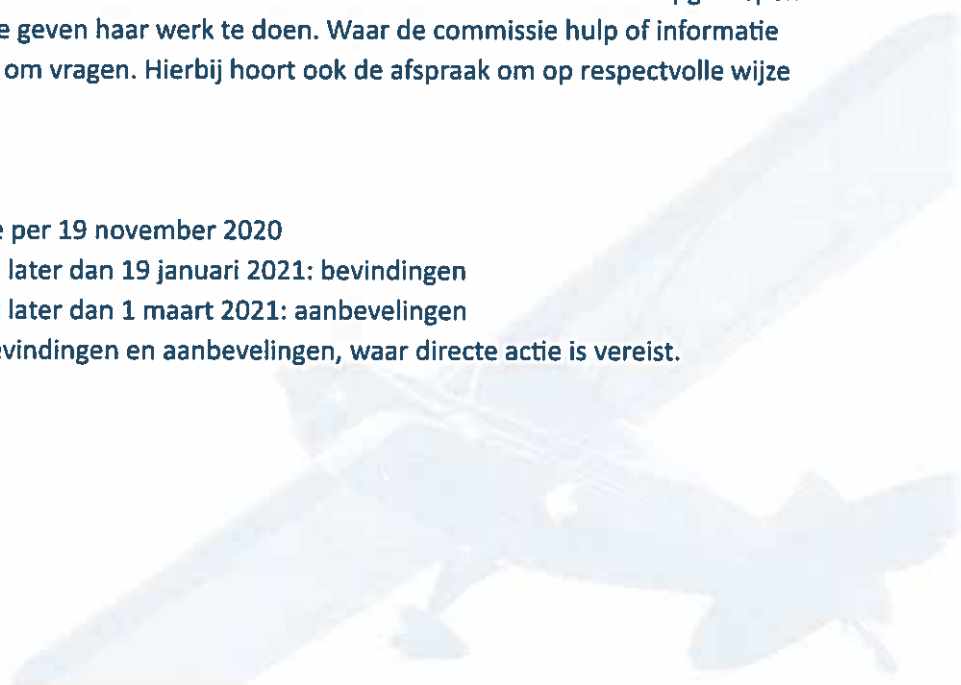 e geven haar werk te doen. Waar de commissie hulp of informatie
om vragen. Hierbij hoort ook de afspraak om op respectvolle wijze
e per 19 november 2020
later dan 19 januari 2021: bevindingen
later dan 1 maart 2021: aanbevelingen
evindingen en aanbevelingen, waar directe actie is vereist.